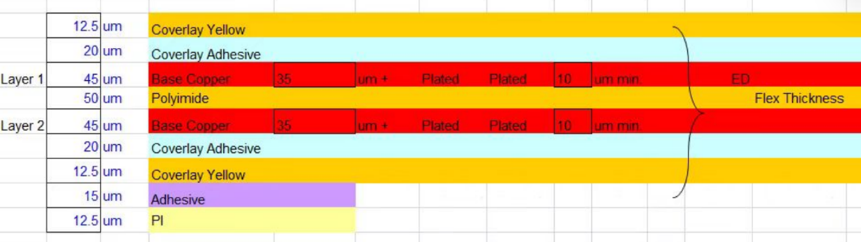 12.5 um Coverlay Yellow
20 um Coverlay Adhesive
Layer 1 45 um Base Copper 35 um + Plated Plated 10 um min. ED
50 um Polyimide Flex Thickness
Layer 2 45 um Base Copper 35 um + Plated Plated 10 um min.
20 um Coverlay Adhesive
12.5 um Coverlay Yellow
15 um Adhesive
12.5 um PI